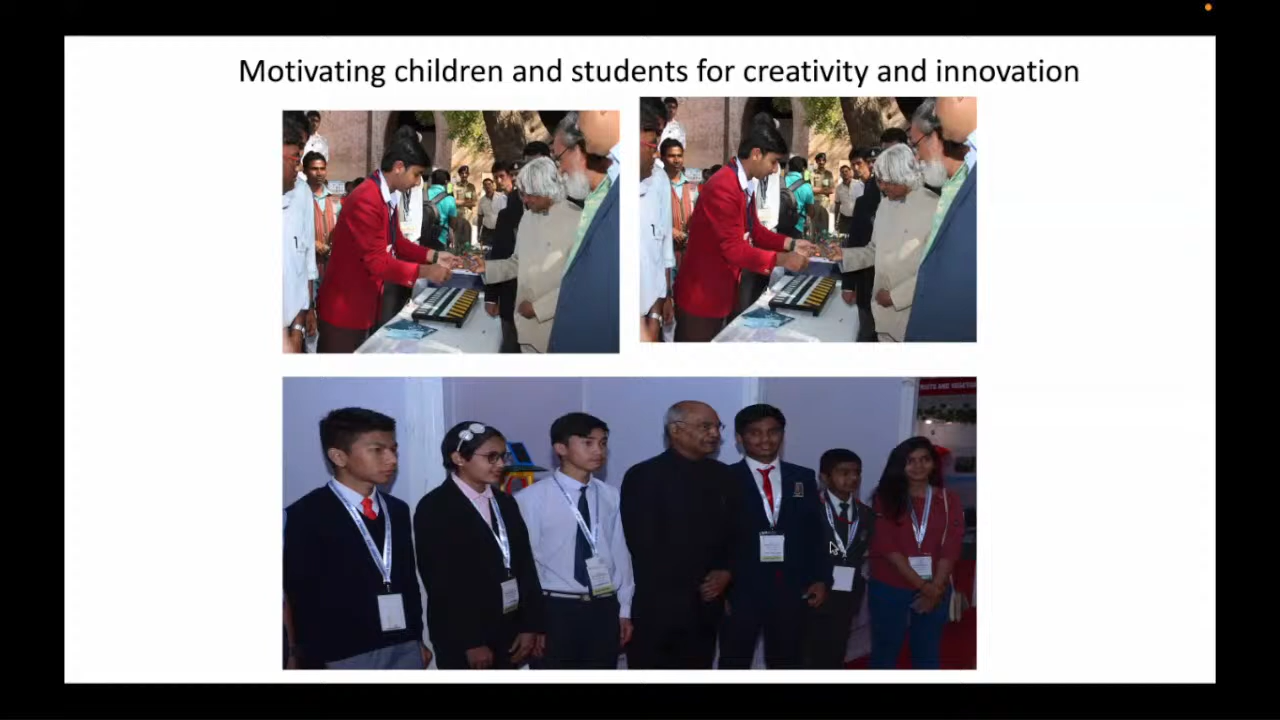 Motivating children and students for creativity and innovation